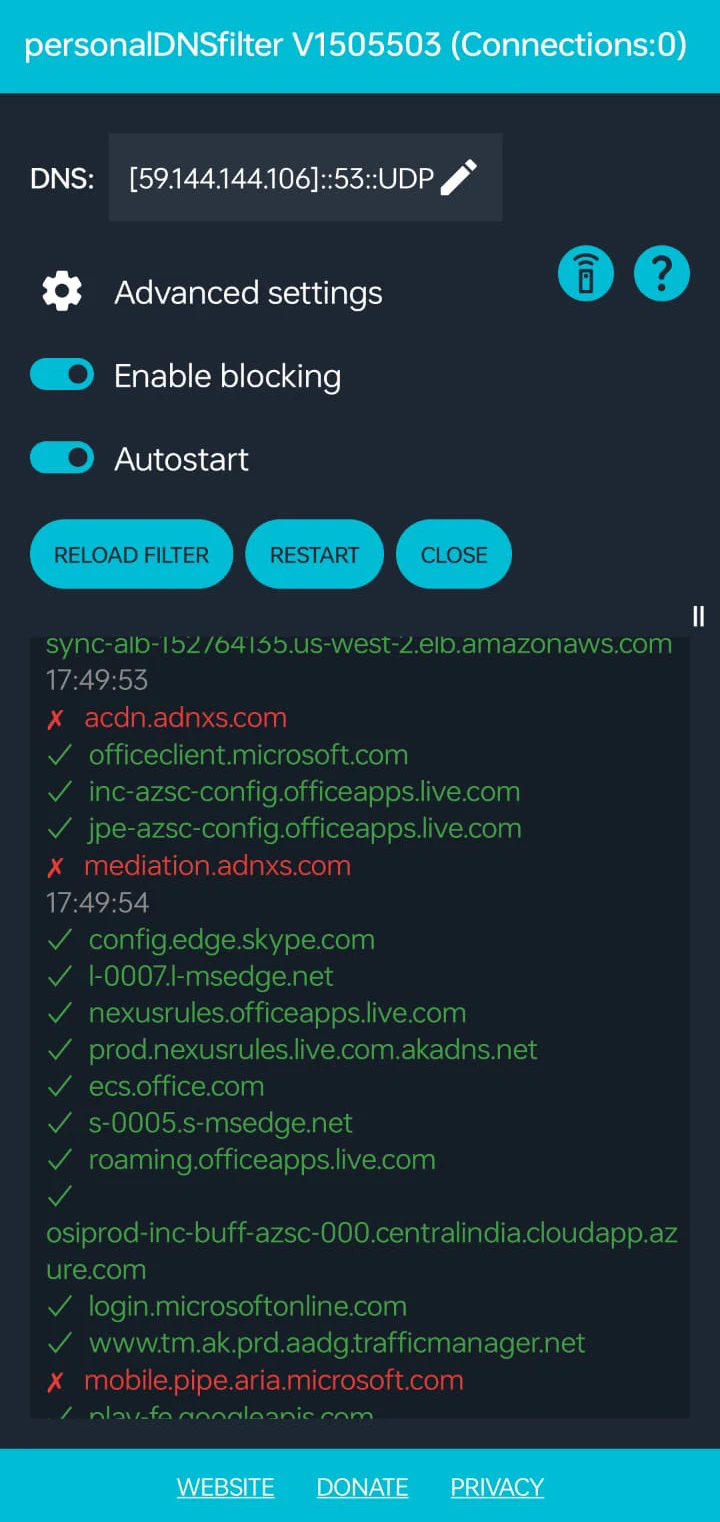 personalDNSfilter V1505503 (Connections:0)
DNS: [59.144.144.106]::53::UDP
?
Advanced settings
Enable blocking
Autostart
RELOAD FILTER RESTART CLOSE
sync-alb-152764135.us-west-2.elb.amazonaws.com
17:49:53
✗ acdn.adnxs.com
✓ officeclient.microsoft.com
✓ inc-azsc-config.officeapps.live.com
✓ jpe-azsc-config.officeapps.live.com
✗ mediation.adnxs.com
17:49:54
✓ config.edge.skype.com
✓ l-0007.l-msedge.net
✓ nexusrules.officeapps.live.com
✓ prod.nexusrules.live.com.akadns.net
✓ ecs.office.com
✓ s-0005.s-msedge.net
✓ roaming.officeapps.live.com
✓
osiprod-inc-buff-azsc-000.centralindia.cloudapp.az
ure.com
✓ login.microsoftonline.com
✓ www.tm.ak.prd.aadg.trafficmanager.net
✗ mobile.pipe.aria.microsoft.com
✓ play-fe.googleapis.com
WEBSITE DONATE PRIVACY